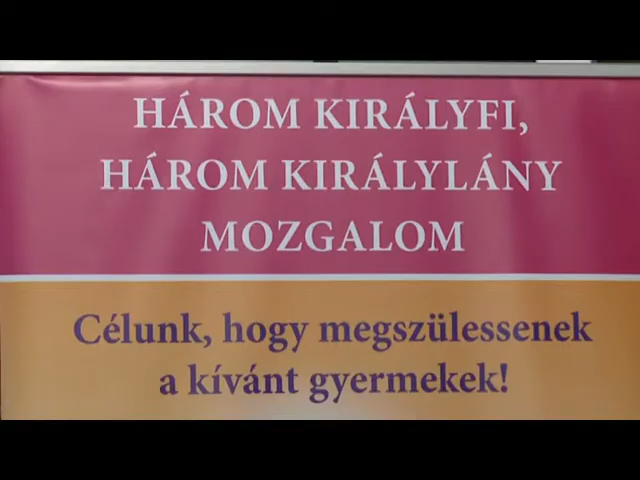 HÁROM KIRÁLYFI,
HÁROM KIRÁLYLÁNY
MOZGALOM
Célunk, hogy megszülessenek
a kívánt gyermekek!